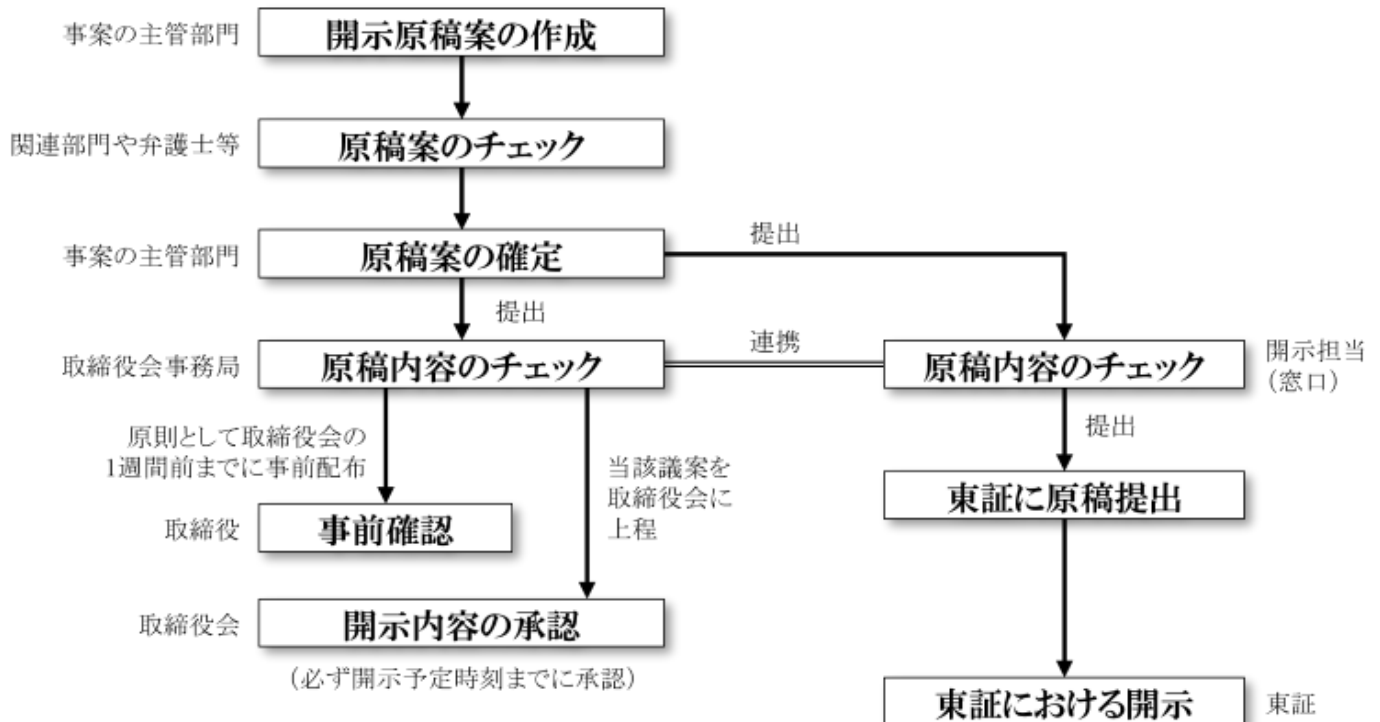 事案の主管部門
開示原稿案の作成
関連部門や弁護士等
原稿案のチェック
事案の主管部門
原稿案の確定
提出
提出
取締役会事務局
原稿内容のチェック
連携
原稿内容のチェック
開示担当
(窓口)
原則として取締役会の
1週間前までに事前配布
当該議案を
取締役会に
上程
提出
東証に原稿提出
取締役
事前確認
取締役会
開示内容の承認
(必ず開示予定時刻までに承認)
東証における開示
東証